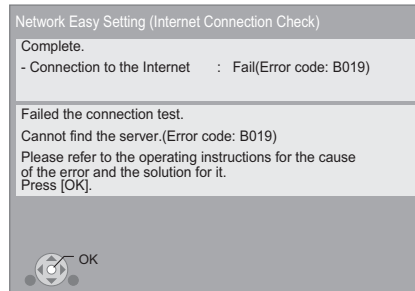 Network Easy Setting (Internet Connection Check)
Complete.
- Connection to the Internet : Fail(Error code: B019)
Failed the connection test.
Cannot find the server.(Error code: B019)
Please refer to the operating instructions for the cause
of the error and the solution for it.
Press [OK].
OK